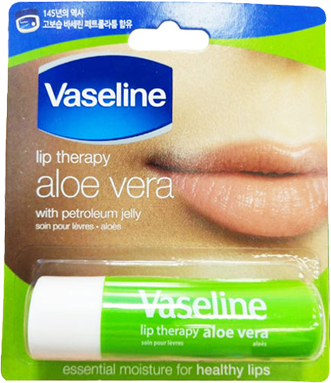 145년의 역사
고보습 바세린 페트롤라튬 함유
Vaseline
lip therapy
aloe vera
with petroleum jelly
soin pour lèvres • aloès
Vaseline
lip therapy aloe vera
soin pour lèvres aloès
essential moisture for healthy lips